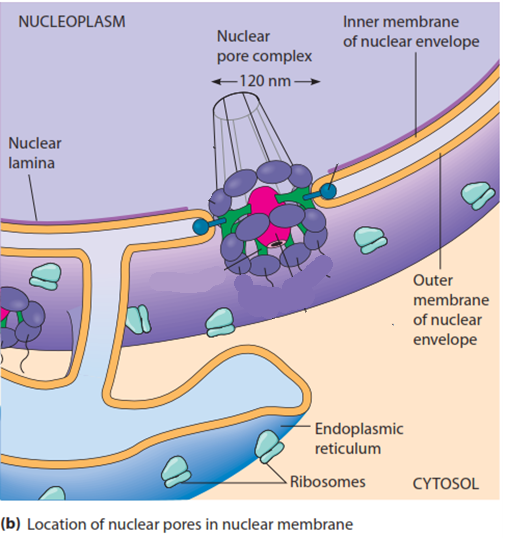 NUCLEOPLASM
Nuclear
pore complex
120 nm
Inner membrane
of nuclear envelope
Nuclear
lamina
Outer
membrane
of nuclear
envelope
Endoplasmic
reticulum
Ribosomes
CYTOSOL
(b) Location of nuclear pores in nuclear membrane